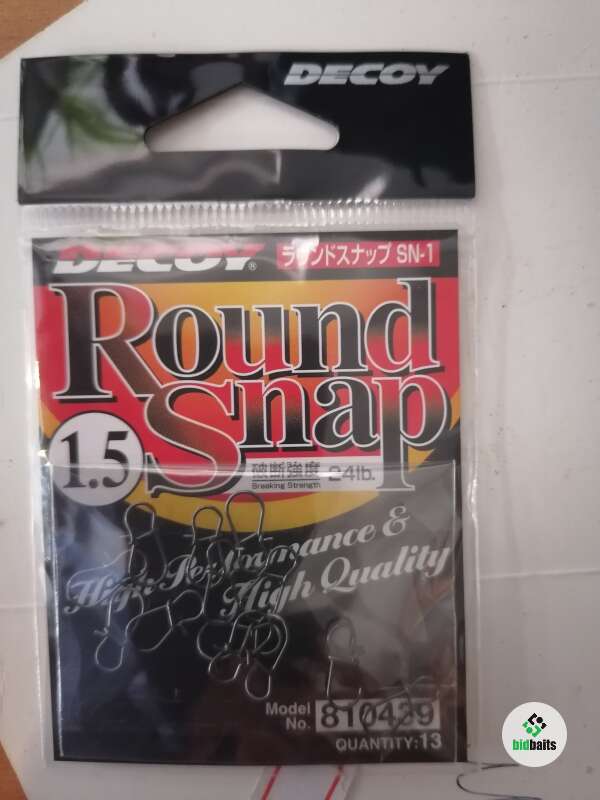 DECOY
DECOY®
ラウンドスナップ SN-1
Round
Snap
1.5
破断強度 24lb.
Breaking Strength
High Performance &
High Quality
Model No. 810439
QUANTITY:13
bidbaits